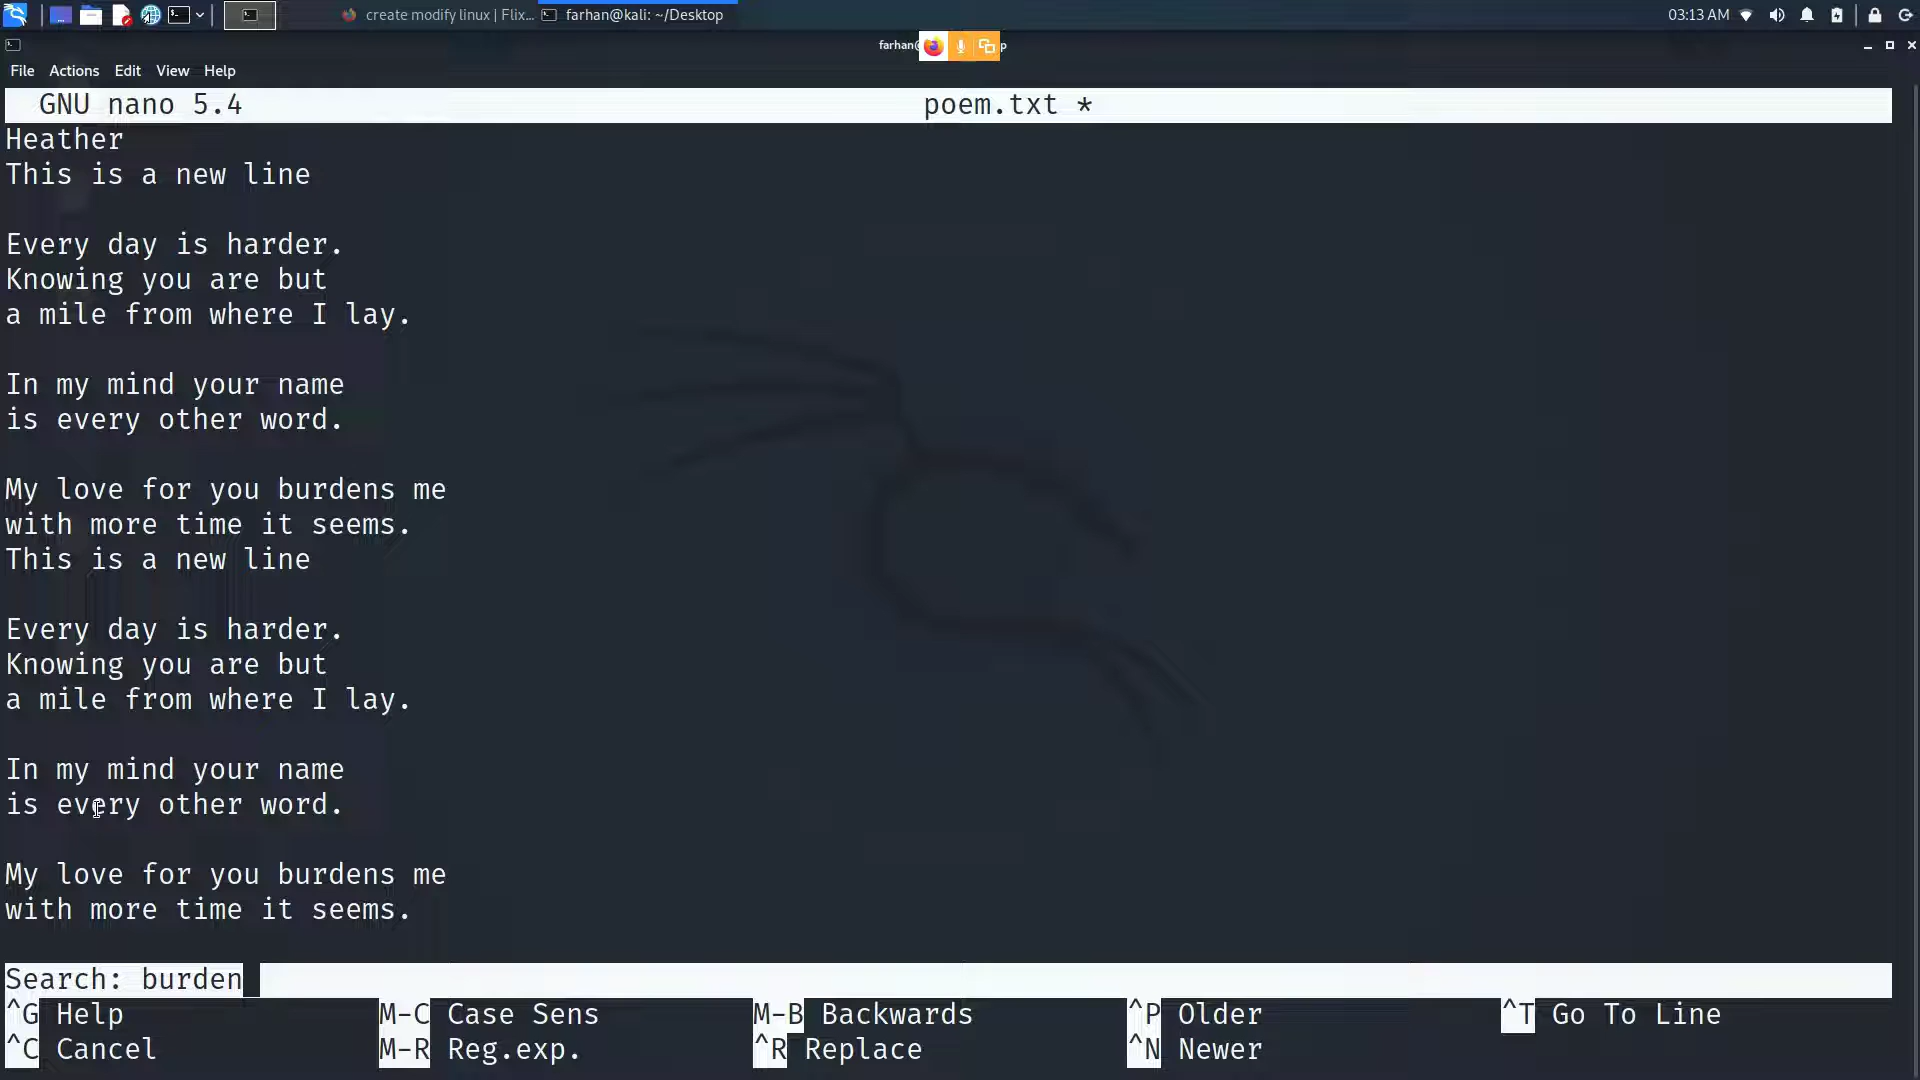 create modify linux | Flix... farhan@kali: ~/Desktop 03:13 AM
farhan@ p
File Actions Edit View Help
GNU nano 5.4 poem.txt *
Heather
This is a new line
Every day is harder.
Knowing you are but
a mile from where I lay.
In my mind your name
is every other word.
My love for you burdens me
with more time it seems.
This is a new line
Every day is harder.
Knowing you are but
a mile from where I lay.
In my mind your name
is every other word.
My love for you burdens me
with more time it seems.
Search: burden
^G Help M-C Case Sens M-B Backwards ^P Older ^T Go To Line
^C Cancel M-R Reg.exp. ^R Replace ^N Newer